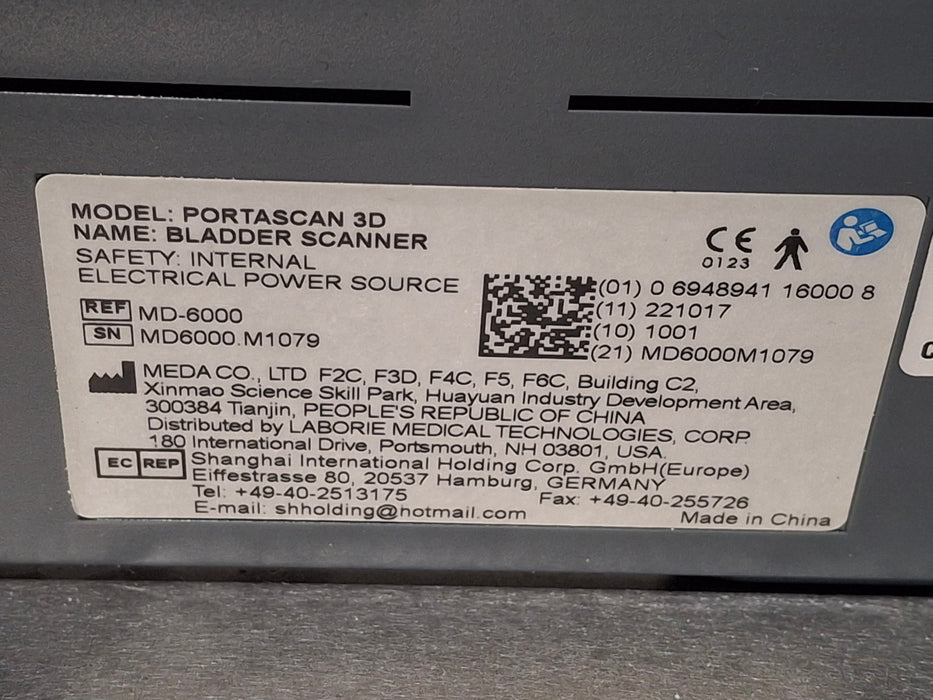 MODEL: PORTASCAN 3D
NAME: BLADDER SCANNER
SAFETY: INTERNAL
ELECTRICAL POWER SOURCE
REF MD-6000
SN MD6000.M1079
CE
0123
(01) 0 6948941 16000 8
(11) 221017
(10) 1001
(21) MD6000M1079
MEDA CO., LTD F2C, F3D, F4C, F5, F6C, Building C2,
Xinmao Science Skill Park, Huayuan Industry Development Area,
300384 Tianjin, PEOPLE'S REPUBLIC OF CHINA
Distributed by LABORIE MEDICAL TECHNOLOGIES, CORP.
180 International Drive, Portsmouth, NH 03801, USA.
EC REP Shanghai International Holding Corp. GmbH(Europe)
Eiffestrasse 80, 20537 Hamburg, GERMANY
Tel: +49-40-2513175 Fax: +49-40-255726
E-mail: shholding@hotmail.com
Made in China